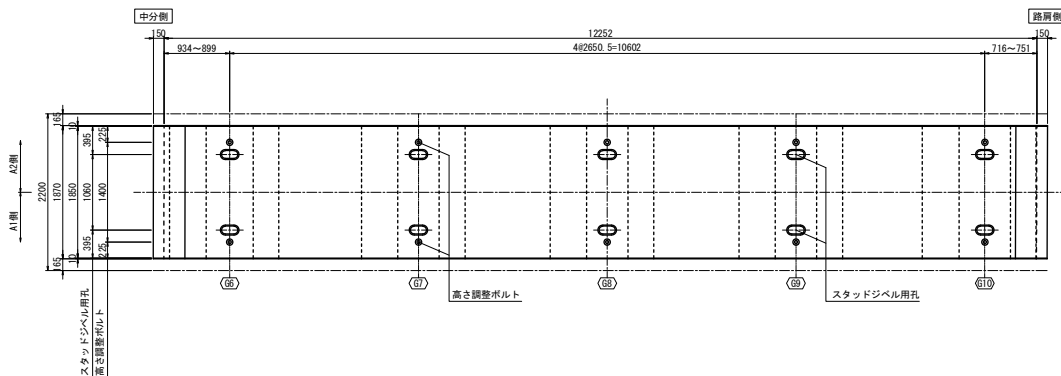 中分側
路肩側
150
12252
150
934～899
4@2650.5=10602
716～751
165
10
395
225
A2側
2200
1870
1850
1060
1400
A1側
395
225
10
165
G6
G7
G8
G9
G10
高さ調整ボルト
スタッドジベル用孔
スタッドジベル用孔
高さ調整ボルト